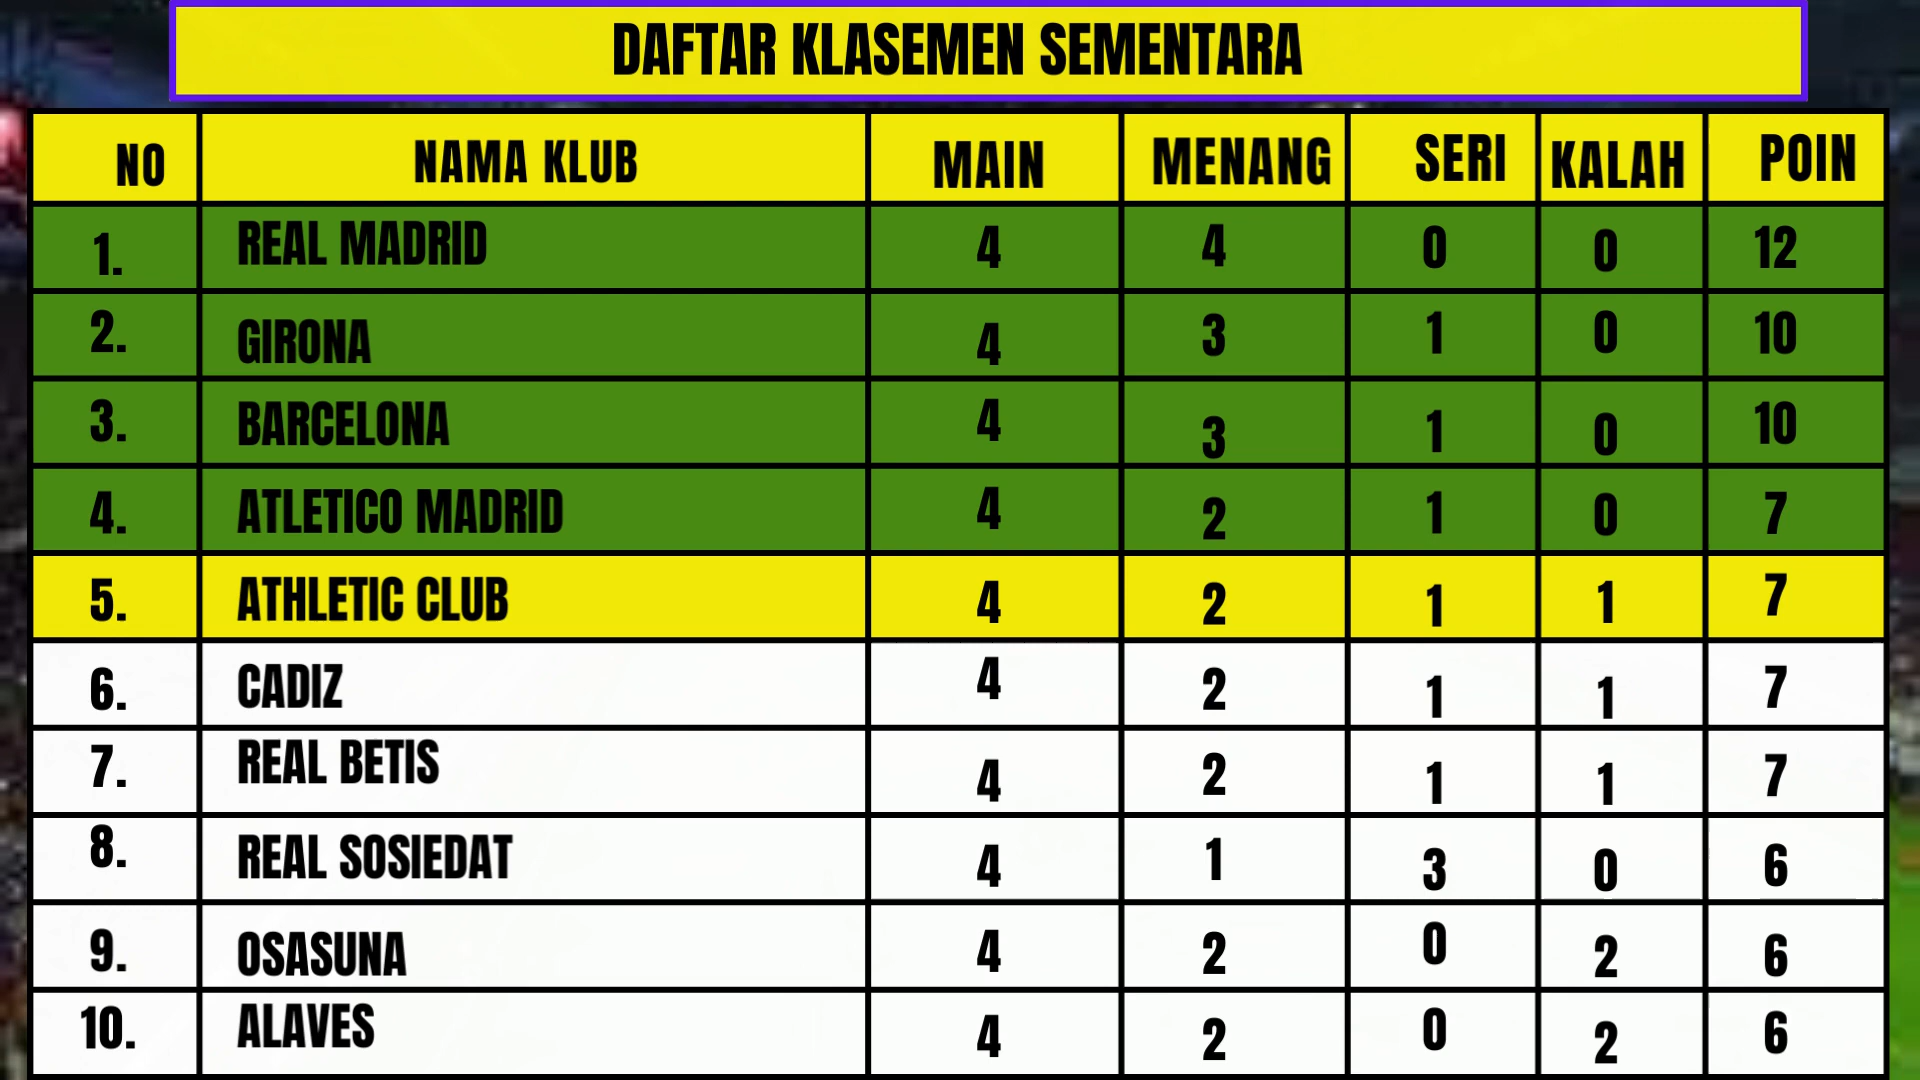 DAFTAR KLASEMEN SEMENTARA
NO NAMA KLUB MAIN MENANG SERI KALAH POIN
1. REAL MADRID 4 4 0 0 12
2. GIRONA 4 3 1 0 10
3. BARCELONA 4 3 1 0 10
4. ATLETICO MADRID 4 2 1 0 7
5. ATHLETIC CLUB 4 2 1 1 7
6. CADIZ 4 2 1 1 7
7. REAL BETIS 4 2 1 1 7
8. REAL SOSIEDAT 4 1 3 0 6
9. OSASUNA 4 2 0 2 6
10. ALAVES 4 2 0 2 6